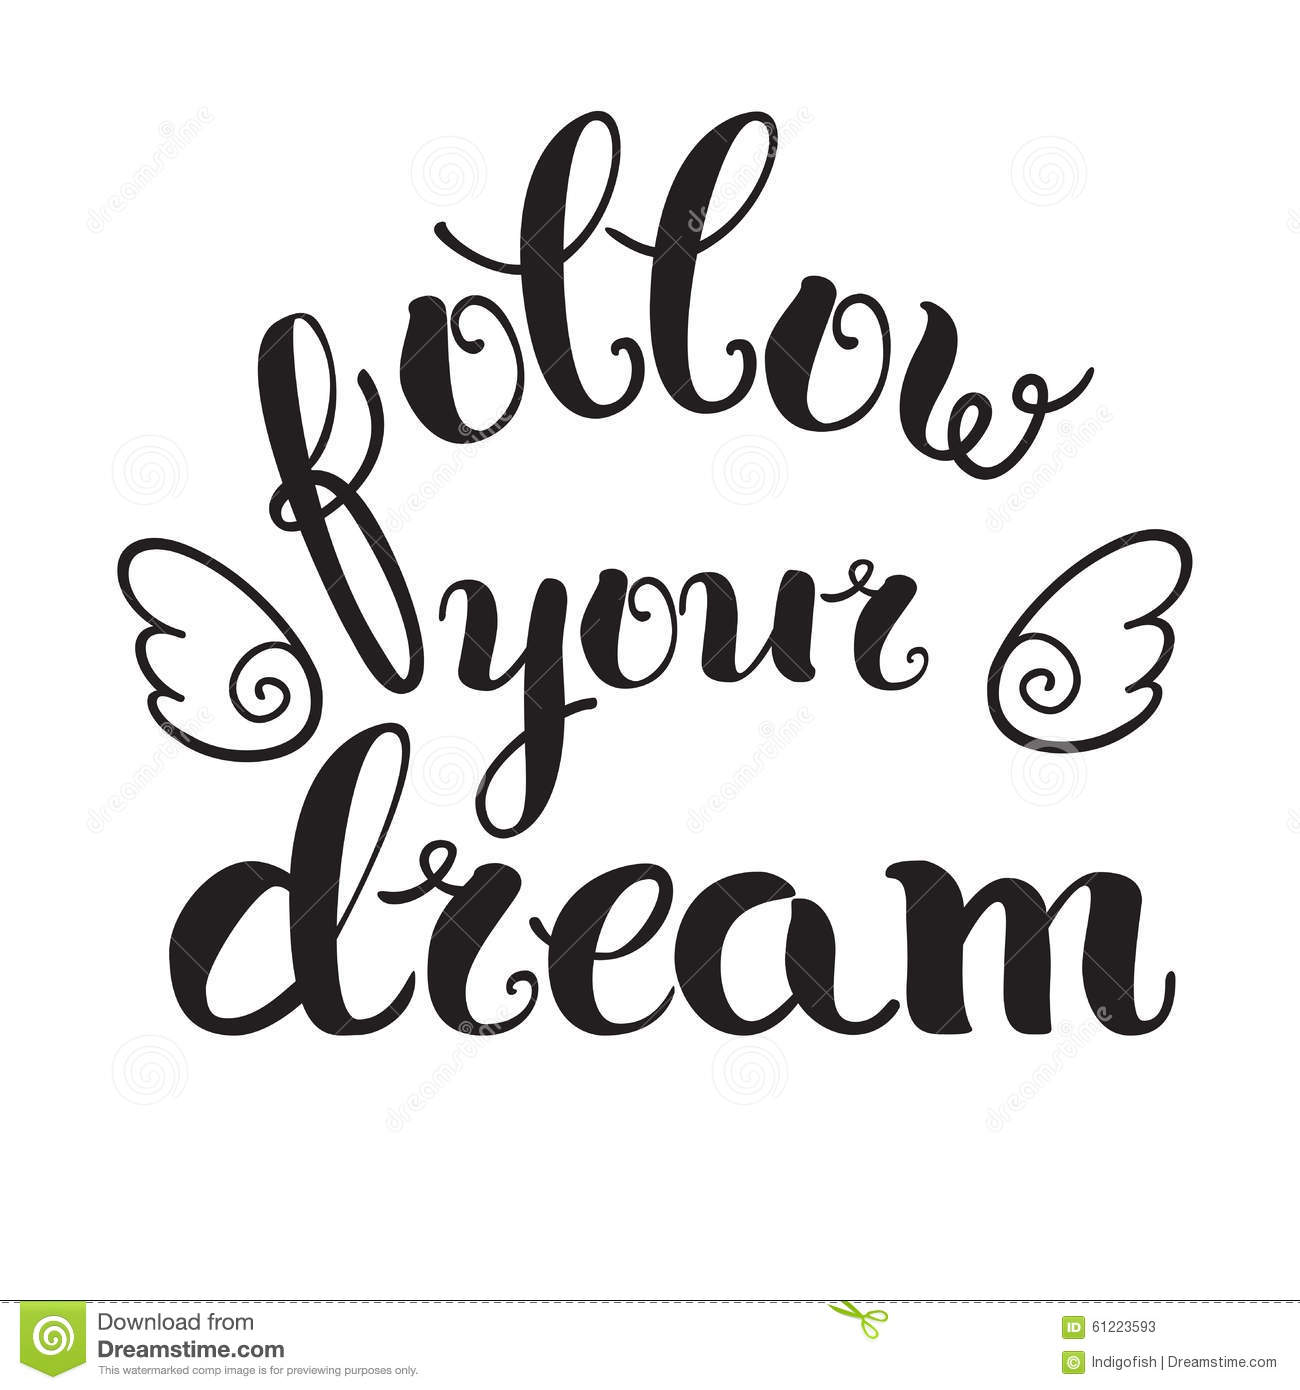 follow
your
dream
Download from
Dreamstime.com
This watermarked comp image is for previewing purposes only.
ID 61223593
© Indigofish | Dreamstime.com